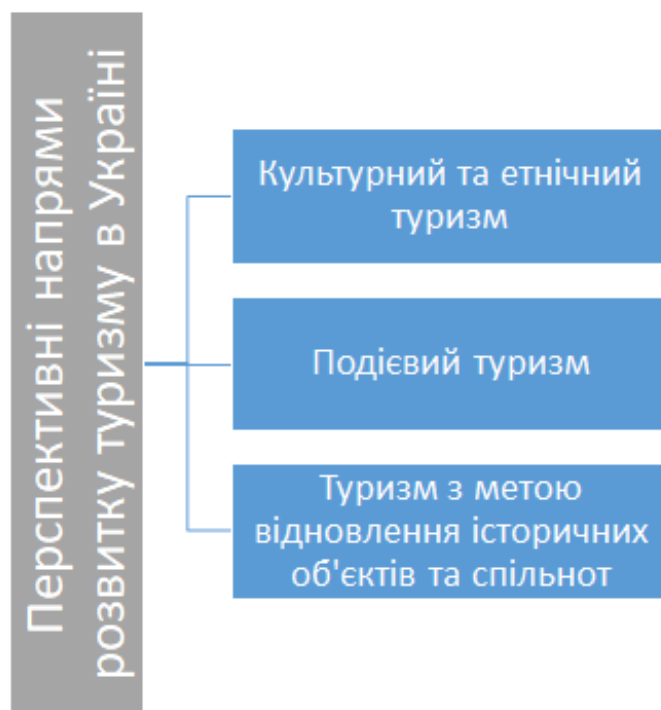 Перспективні напрями
розвитку туризму в Україні
Культурний та етнічний
туризм
Подієвий туризм
Туризм з метою
відновлення історичних
об'єктів та спільнот